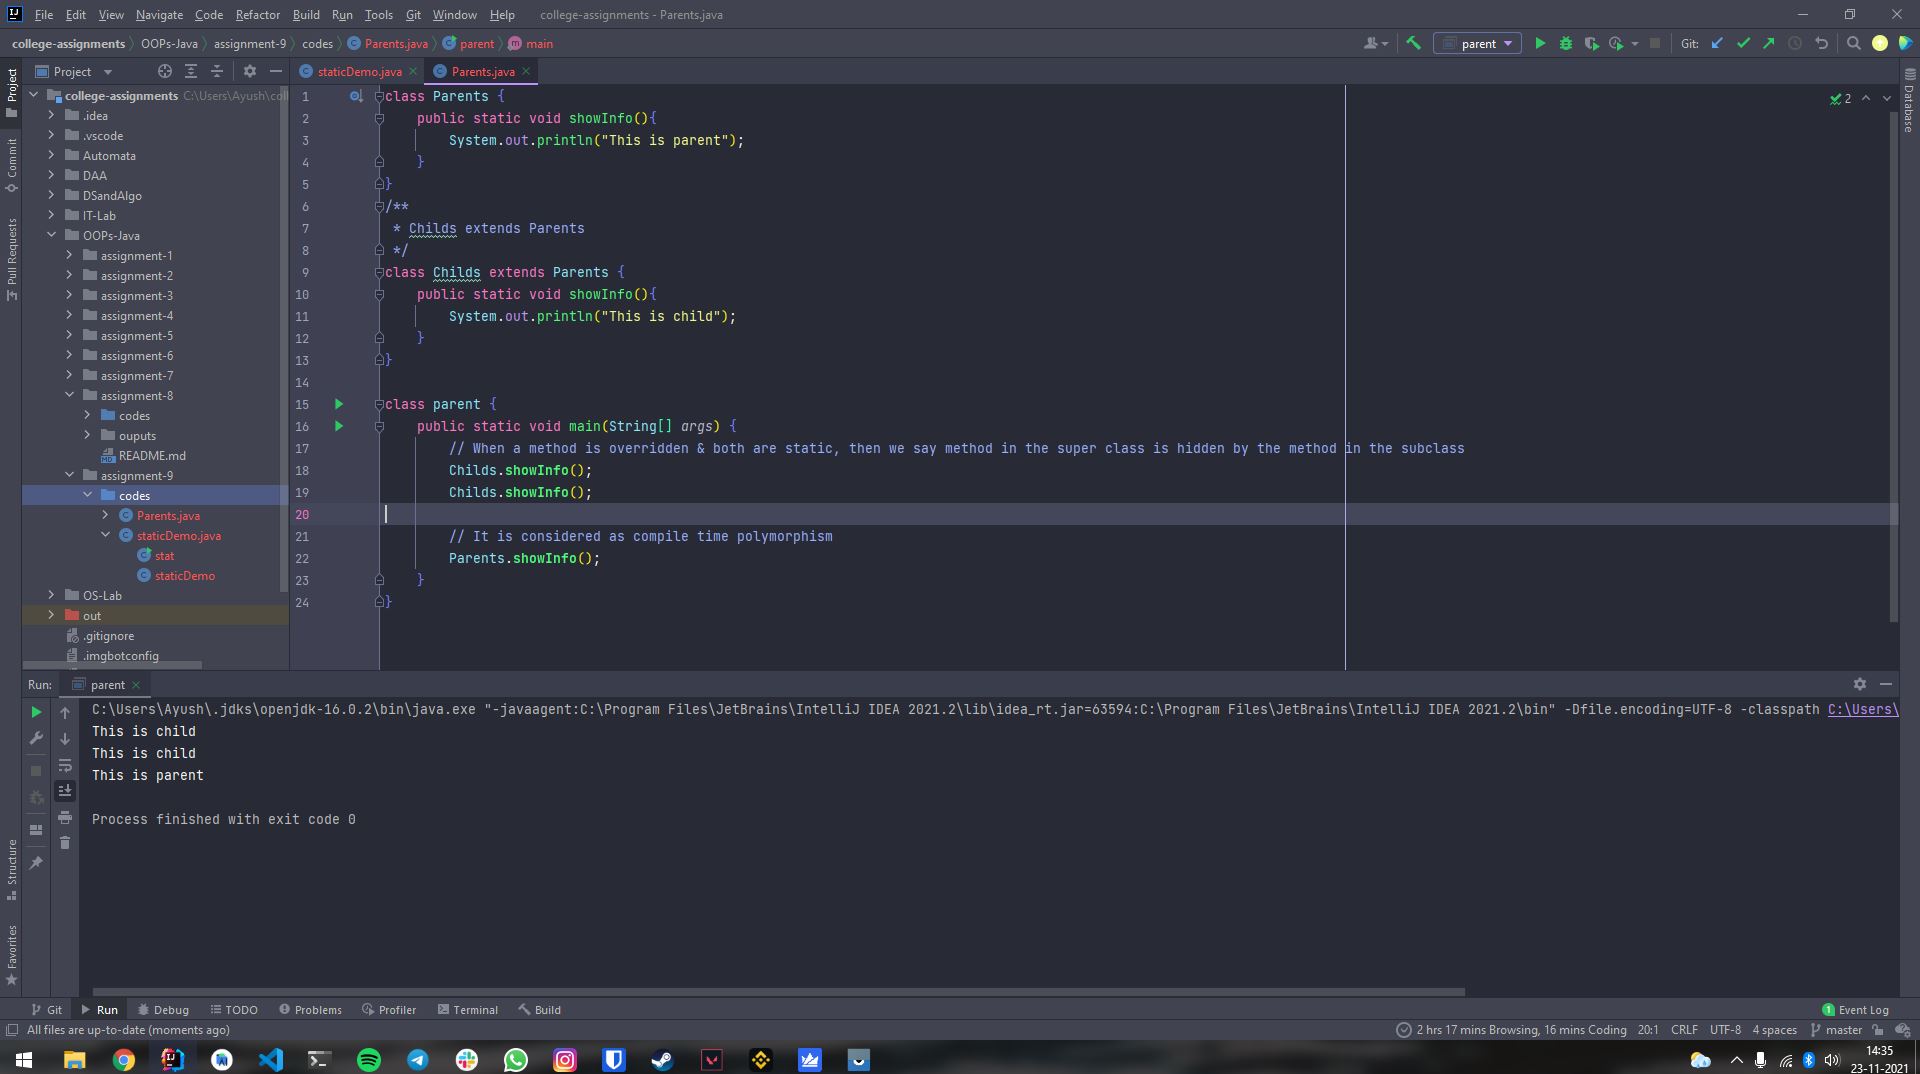 File Edit View Navigate Code Refactor Build Run Tools Git Window Help college-assignments - Parents.java
college-assignments OOPs-Java assignment-9 codes Parents.java parent main
parent
Git:
Project
staticDemo.java Parents.java
college-assignments C:\Users\Ayush\coll
.idea
.vscode
Automata
DAA
DSandAlgo
IT-Lab
OOPs-Java
assignment-1
assignment-2
assignment-3
assignment-4
assignment-5
assignment-6
assignment-7
assignment-8
codes
ouputs
README.md
assignment-9
codes
Parents.java
staticDemo.java
stat
staticDemo
OS-Lab
out
.gitignore
.imgbotconfig
Project
Commit
Pull Requests
Structure
Favorites
Database
2
1 class Parents {
2 public static void showInfo(){
3 System.out.println("This is parent");
4 }
5 }
6 /**
7 * Childs extends Parents
8 */
9 class Childs extends Parents {
10 public static void showInfo(){
11 System.out.println("This is child");
12 }
13 }
14
15 class parent {
16 public static void main(String[] args) {
17 // When a method is overridden & both are static, then we say method in the super class is hidden by the method in the subclass
18 Childs.showInfo();
19 Childs.showInfo();
20
21 // It is considered as compile time polymorphism
22 Parents.showInfo();
23 }
24 }
Run: parent
C:\Users\Ayush\.jdks\openjdk-16.0.2\bin\java.exe "-javaagent:C:\Program Files\JetBrains\IntelliJ IDEA 2021.2\lib\idea_rt.jar=63594:C:\Program Files\JetBrains\IntelliJ IDEA 2021.2\bin" -Dfile.encoding=UTF-8 -classpath C:\Users\
This is child
This is child
This is parent
Process finished with exit code 0
Git Run Debug TODO Problems Profiler Terminal Build
1 Event Log
All files are up-to-date (moments ago)
2 hrs 17 mins Browsing, 16 mins Coding 20:1 CRLF UTF-8 4 spaces master
14:35
23-11-2021